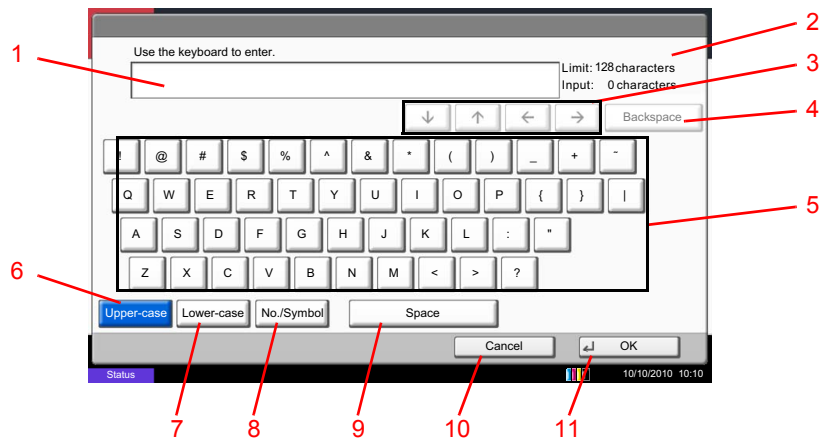 2
Use the keyboard to enter.
1
Limit: 128 characters
3
Input: 0 characters
↓ ↑ ← → Backspace
4
! @ # $ % ^ & * ( ) _ + ~
Q W E R T Y U I O P { } |
5
A S D F G H J K L : "
Z X C V B N M < > ?
6
Upper-case Lower-case No./Symbol Space
Cancel OK
Status 10/10/2010 10:10
7 8 9 10 11